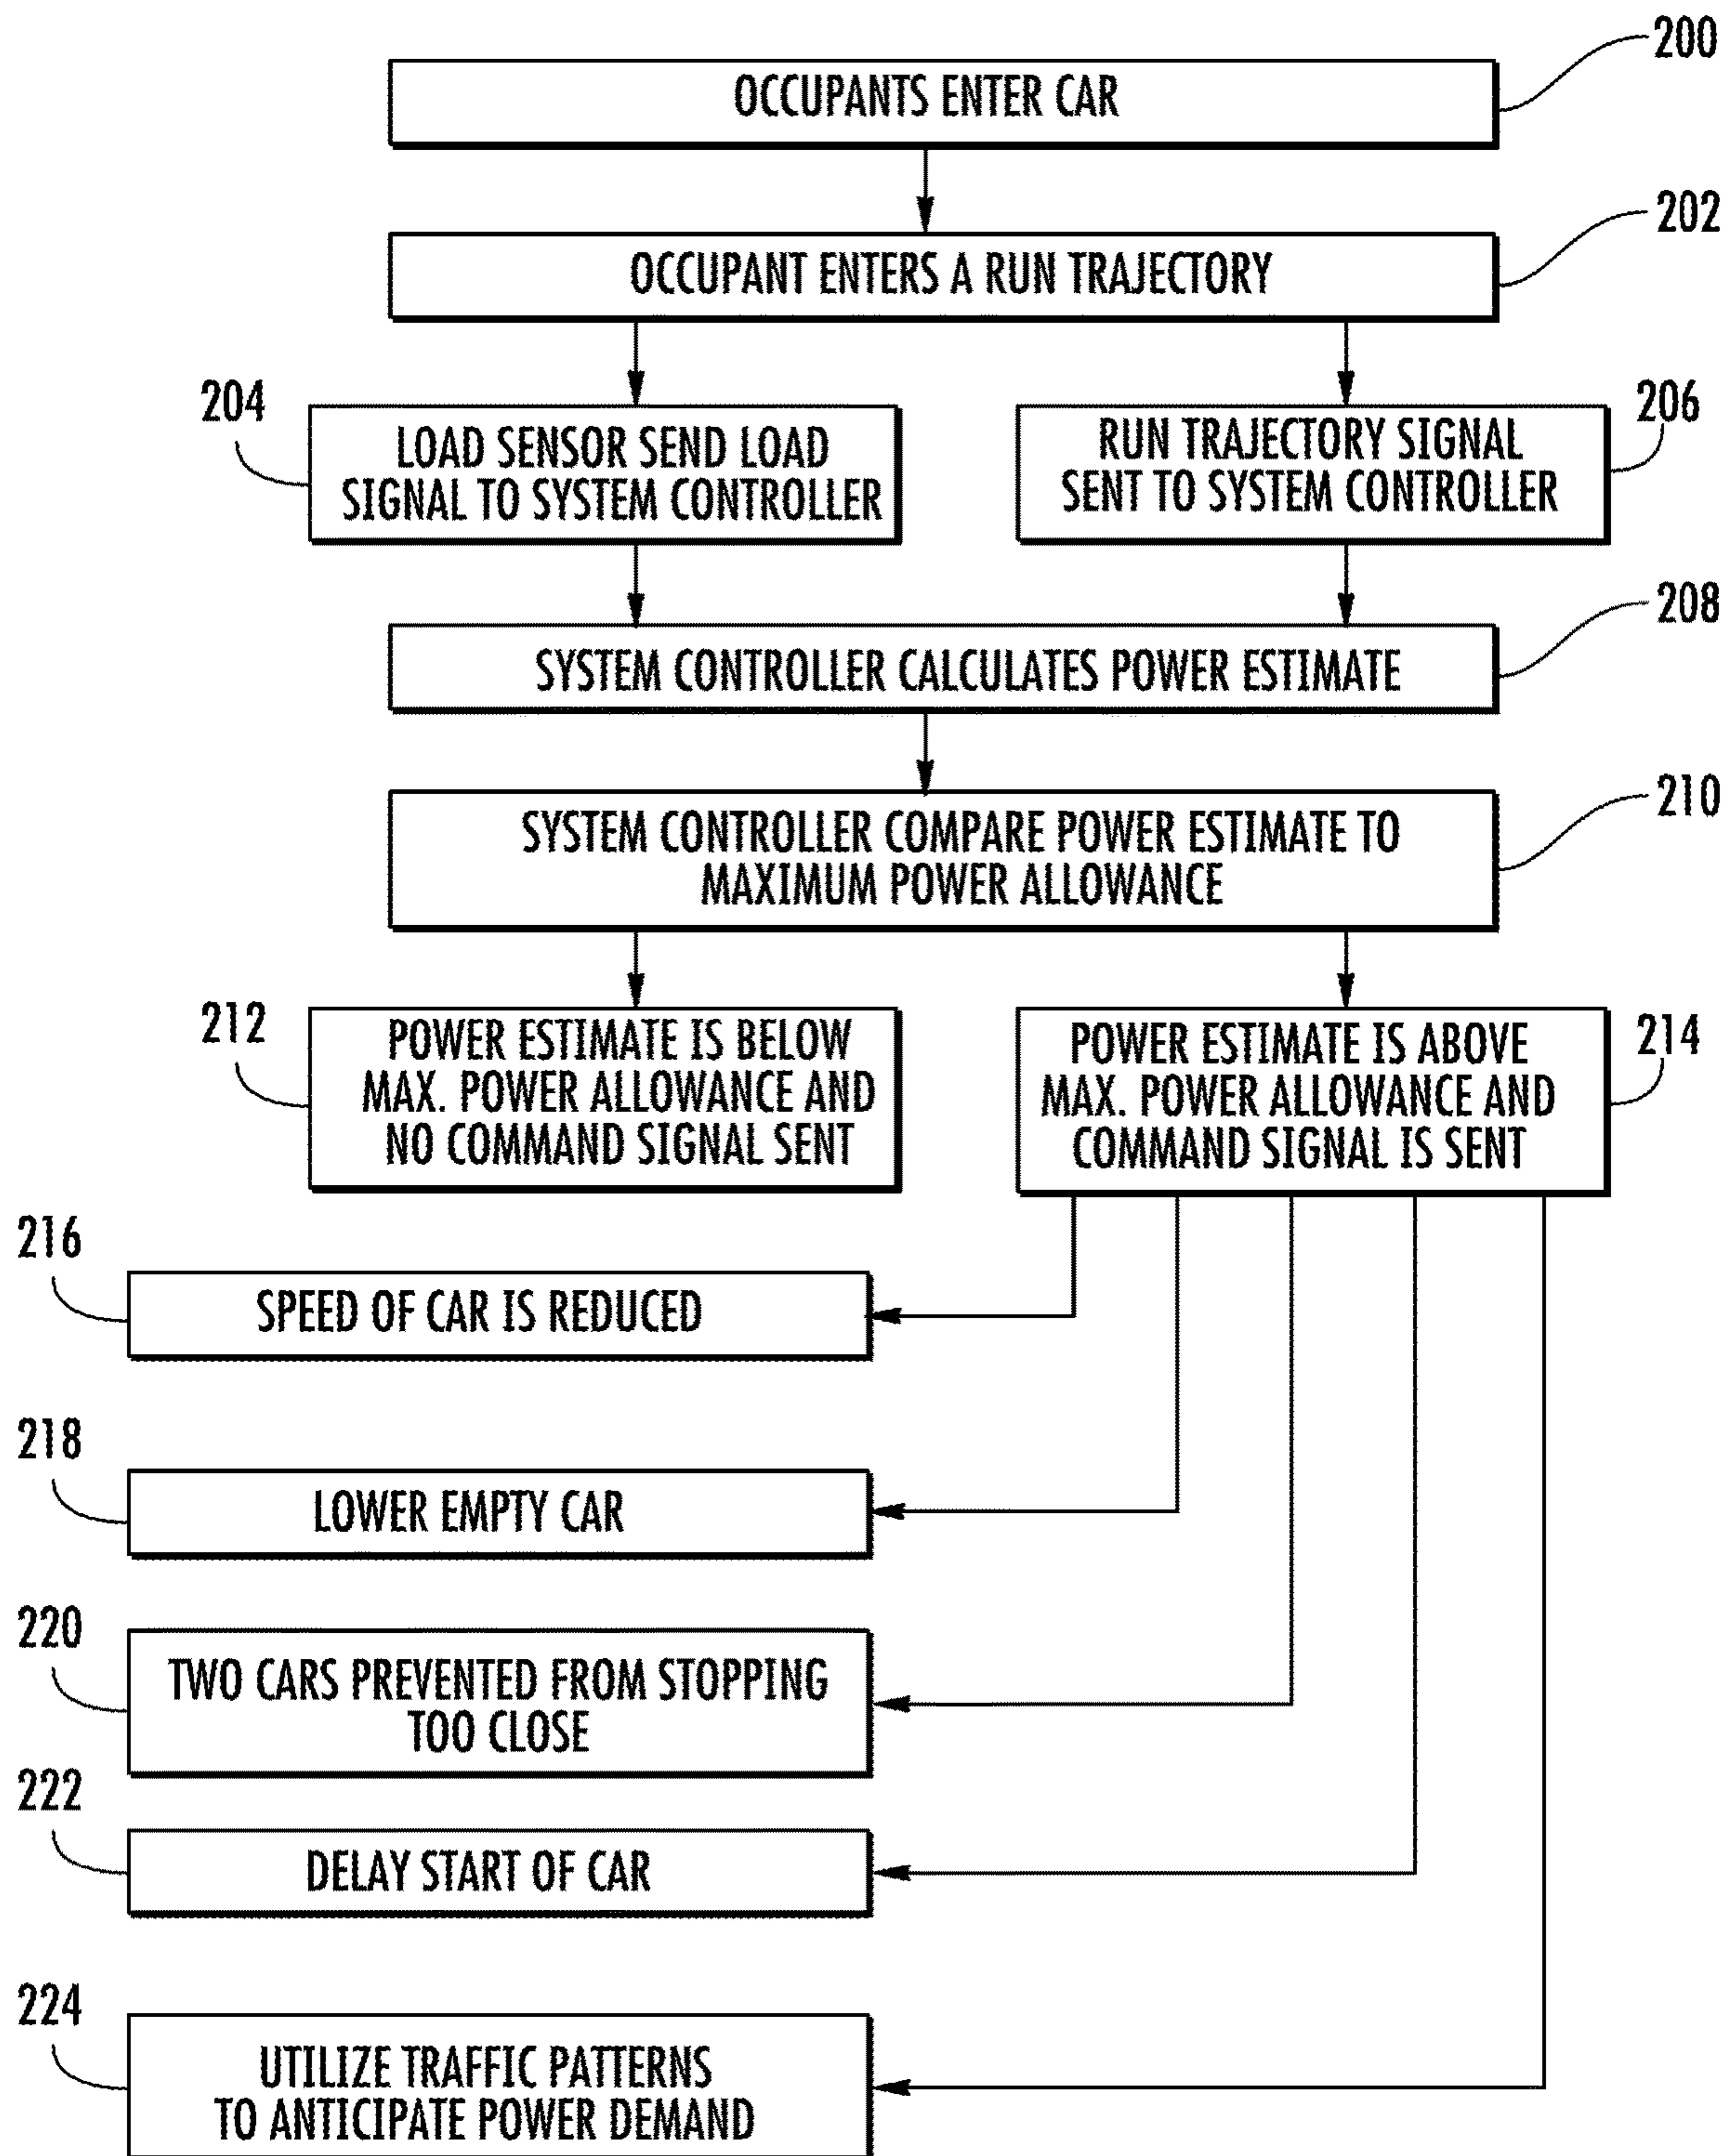 200
OCCUPANTS ENTER CAR
202
OCCUPANT ENTERS A RUN TRAJECTORY
204
LOAD SENSOR SEND LOAD
SIGNAL TO SYSTEM CONTROLLER
206
RUN TRAJECTORY SIGNAL
SENT TO SYSTEM CONTROLLER
208
SYSTEM CONTROLLER CALCULATES POWER ESTIMATE
210
SYSTEM CONTROLLER COMPARE POWER ESTIMATE TO
MAXIMUM POWER ALLOWANCE
212
POWER ESTIMATE IS BELOW
MAX. POWER ALLOWANCE AND
NO COMMAND SIGNAL SENT
214
POWER ESTIMATE IS ABOVE
MAX. POWER ALLOWANCE AND
COMMAND SIGNAL IS SENT
216
SPEED OF CAR IS REDUCED
218
LOWER EMPTY CAR
220
TWO CARS PREVENTED FROM STOPPING
TOO CLOSE
222
DELAY START OF CAR
224
UTILIZE TRAFFIC PATTERNS
TO ANTICIPATE POWER DEMAND